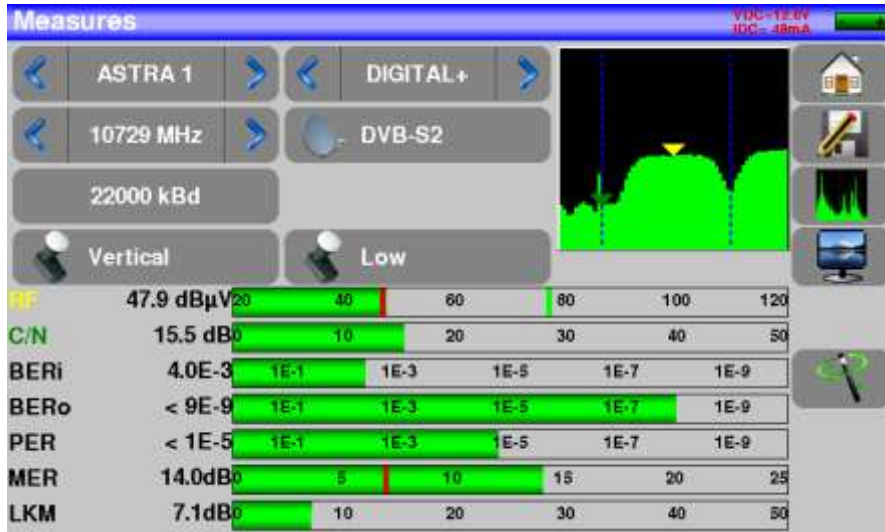 Measures
VDC=12.0V
IDC= 48mA
ASTRA 1
DIGITAL+
10729 MHz
DVB-S2
22000 kBd
Vertical
Low
RF 47.9 dBµV 20 40 60 80 100 120
C/N 15.5 dB 0 10 20 30 40 50
BERi 4.0E-3 1E-1 1E-3 1E-5 1E-7 1E-9
BERo < 9E-9 1E-1 1E-3 1E-5 1E-7 1E-9
PER < 1E-5 1E-1 1E-3 1E-5 1E-7 1E-9
MER 14.0dB 0 5 10 15 20 25
LKM 7.1dB 0 10 20 30 40 50